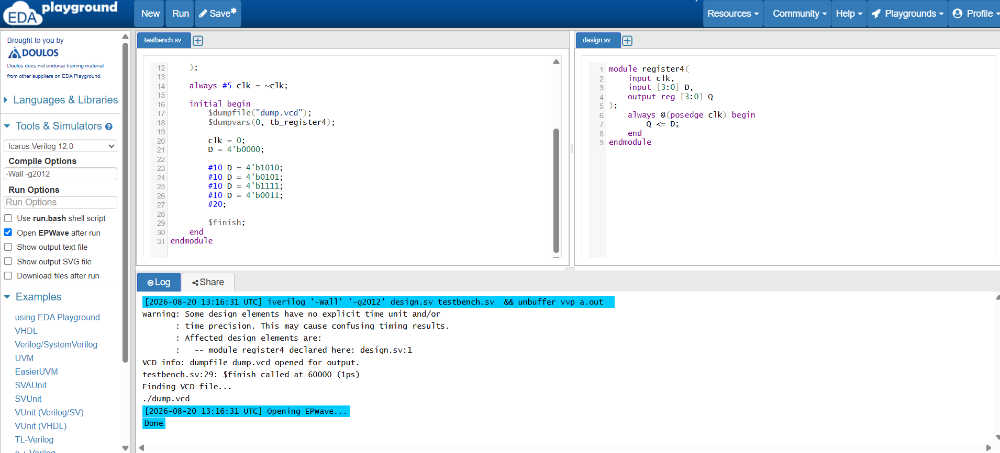 EDA playground
New
Run
Save*
Resources
Community
Help
Playgrounds
Profile
Brought to you by
DOULOS
Doulos does not endorse training material
from other suppliers on EDA Playground.
Languages & Libraries
Tools & Simulators
Icarus Verilog 12.0
Compile Options
-Wall -g2012
Run Options
Run Options
Use run.bash shell script
Open EPWave after run
Show output text file
Show output SVG file
Download files after run
Examples
using EDA Playground
VHDL
Verilog/SystemVerilog
UVM
EasierUVM
SVAUnit
SVUnit
VUnit (Verilog/SV)
VUnit (VHDL)
TL-Verilog
e + Verilog
testbench.sv
12     );
13
14     always #5 clk = ~clk;
15
16     initial begin
17         $dumpfile("dump.vcd");
18         $dumpvars(0, tb_register4);
19
20         clk = 0;
21         D = 4'b0000;
22
23         #10 D = 4'b1010;
24         #10 D = 4'b0101;
25         #10 D = 4'b1111;
26         #10 D = 4'b0011;
27         #20;
28
29         $finish;
30     end
31 endmodule
design.sv
1 module register4(
2     input clk,
3     input [3:0] D,
4     output reg [3:0] Q
5 );
6     always @(posedge clk) begin
7         Q <= D;
8     end
9 endmodule
Log
Share
[2026-08-20 13:16:31 UTC] iverilog '-Wall' '-g2012' design.sv testbench.sv  && unbuffer vvp a.out
warning: Some design elements have no explicit time unit and/or
       : time precision. This may cause confusing timing results.
       : Affected design elements are:
       :   -- module register4 declared here: design.sv:1
VCD info: dumpfile dump.vcd opened for output.
testbench.sv:29: $finish called at 60000 (1ps)
Finding VCD file...
./dump.vcd
[2026-08-20 13:16:31 UTC] Opening EPWave...
Done